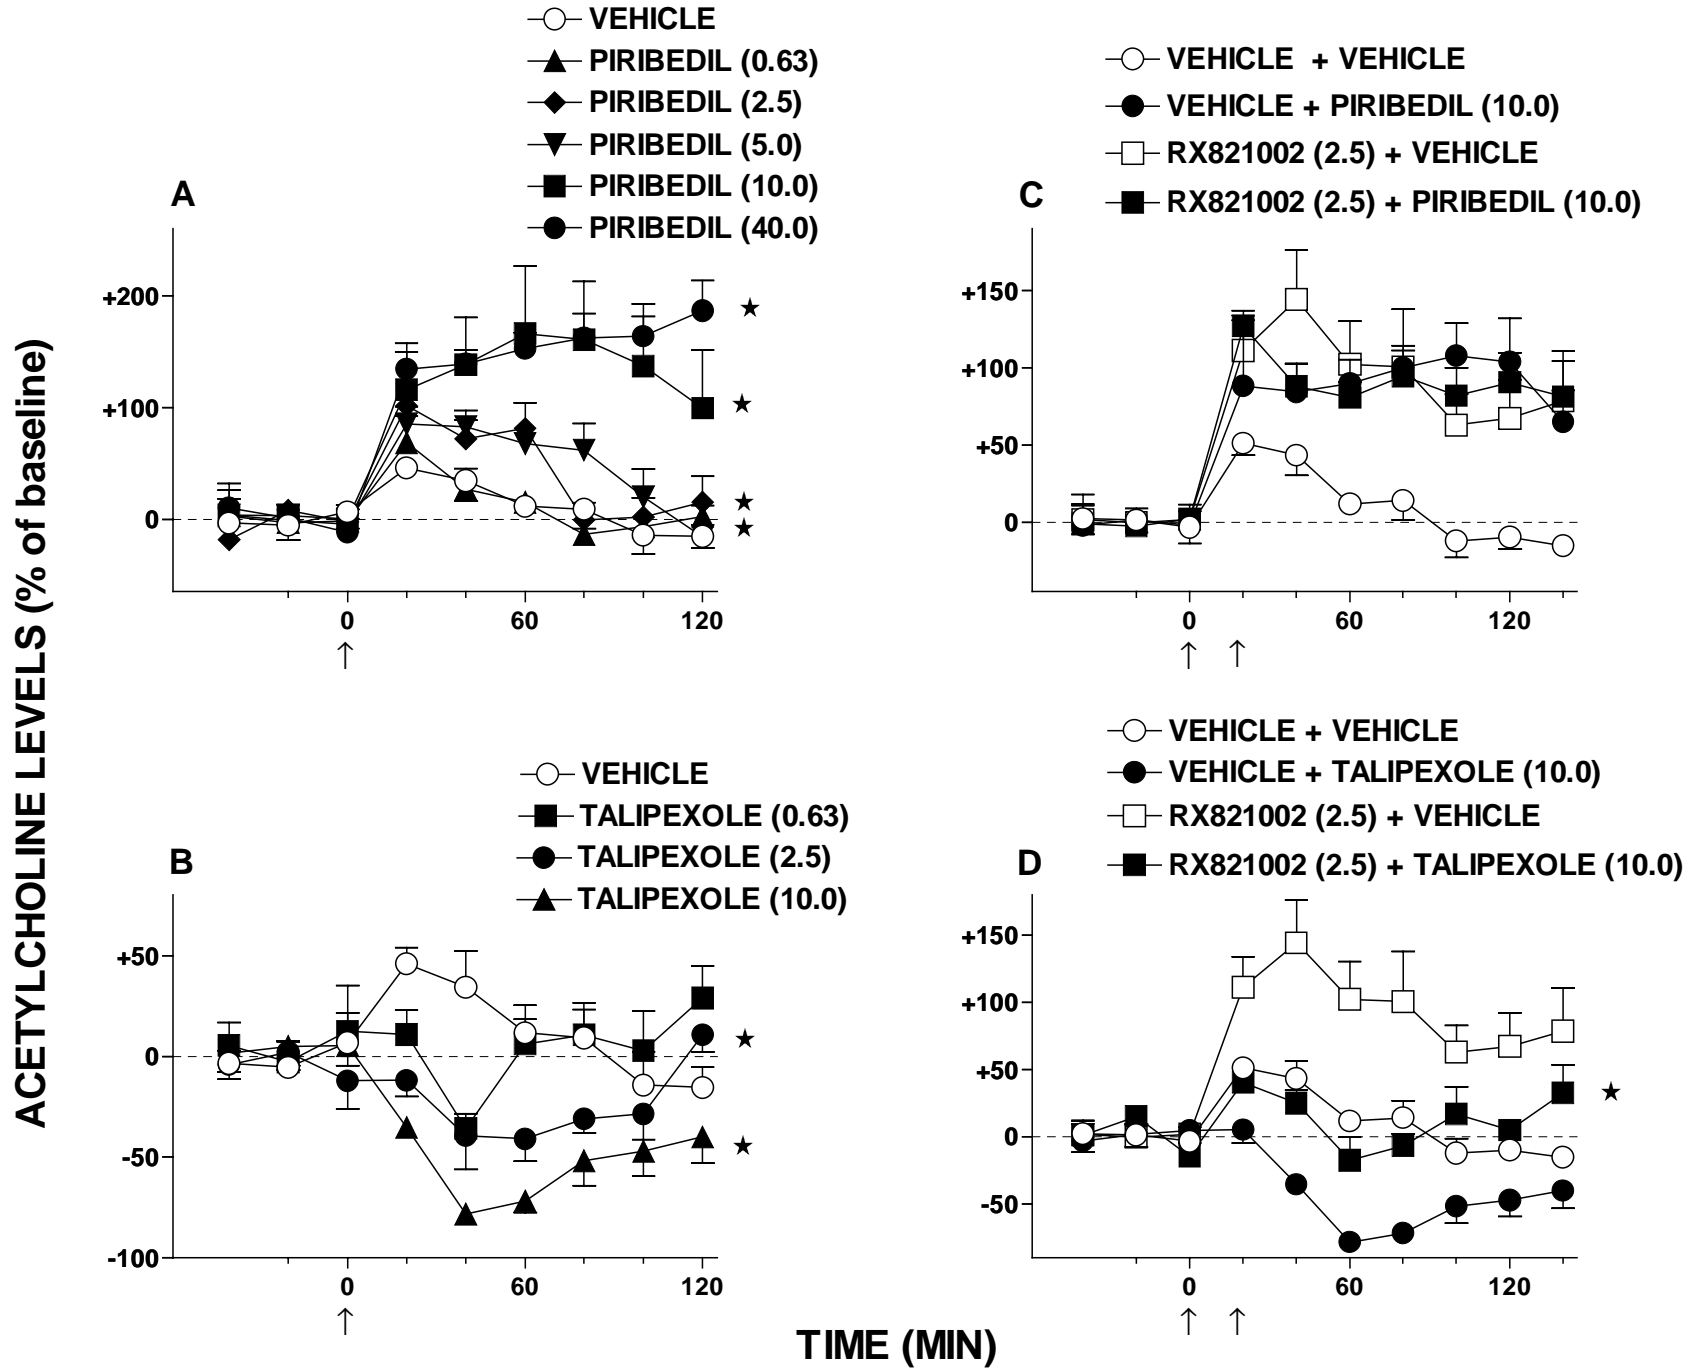 ACETYLCHOLINE LEVELS (% of baseline)
A
VEHICLE
PIRIBEDIL (0.63)
PIRIBEDIL (2.5)
PIRIBEDIL (5.0)
PIRIBEDIL (10.0)
PIRIBEDIL (40.0)
+200
+100
0
0 60 120
↑
C
VEHICLE + VEHICLE
VEHICLE + PIRIBEDIL (10.0)
RX821002 (2.5) + VEHICLE
RX821002 (2.5) + PIRIBEDIL (10.0)
+150
+100
+50
0
0 60 120
↑ ↑
B
VEHICLE
TALIPEXOLE (0.63)
TALIPEXOLE (2.5)
TALIPEXOLE (10.0)
+50
0
-50
-100
0 60 120
↑
D
VEHICLE + VEHICLE
VEHICLE + TALIPEXOLE (10.0)
RX821002 (2.5) + VEHICLE
RX821002 (2.5) + TALIPEXOLE (10.0)
+150
+100
+50
0
-50
0 60 120
↑ ↑
TIME (MIN)